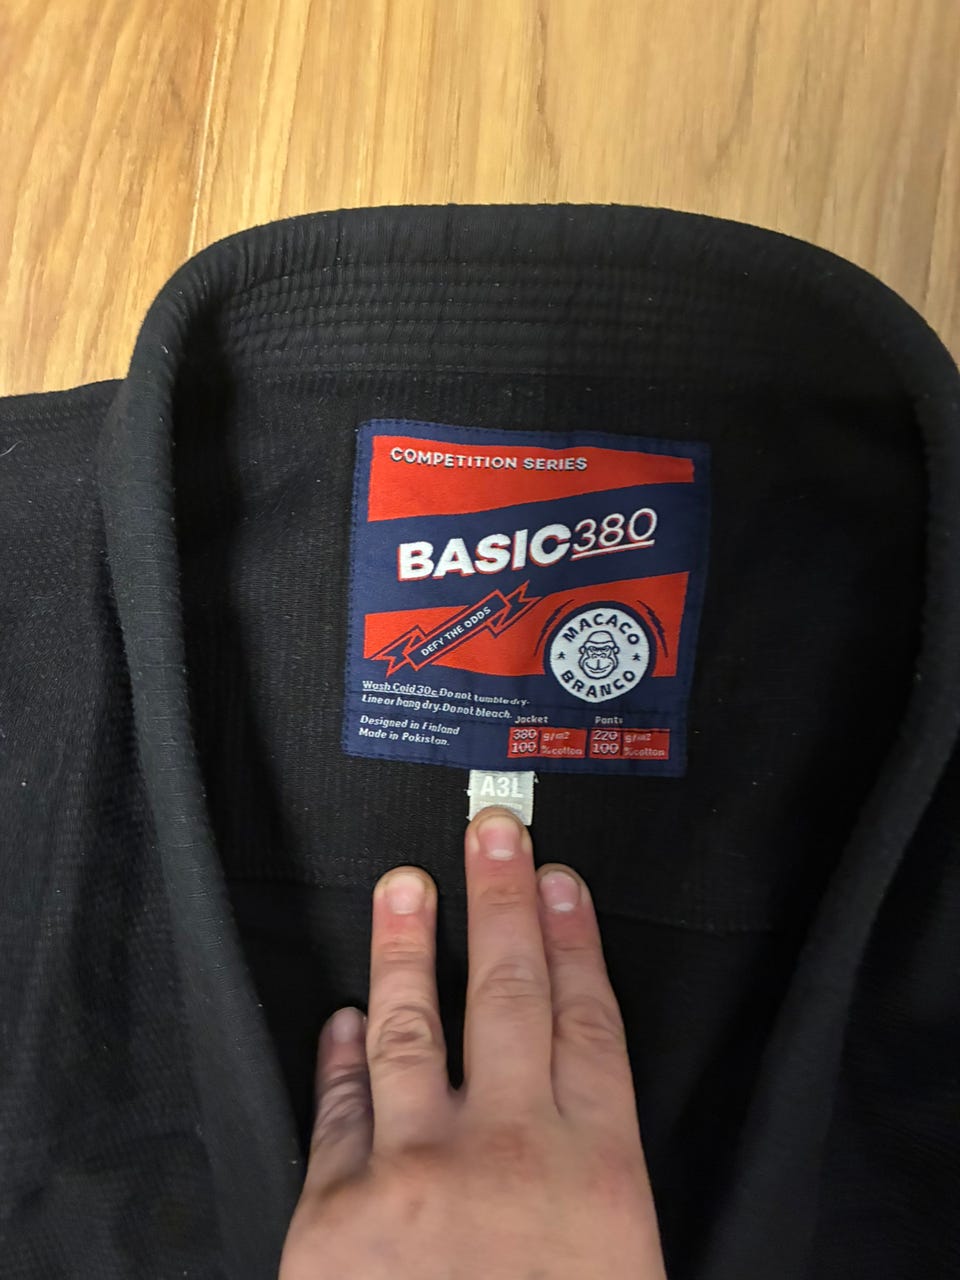 COMPETITION SERIES
BASIC380
DEFY THE ODDS
MACACO
BRANCO
Wash Cold 30c Do not tumble dry.
Line or hang dry. Do not bleach.
Designed in Finland
Made in Pakistan.
Jacket
380 g/m2
100 %cotton
Pants
220 g/m2
100 %cotton
A3L